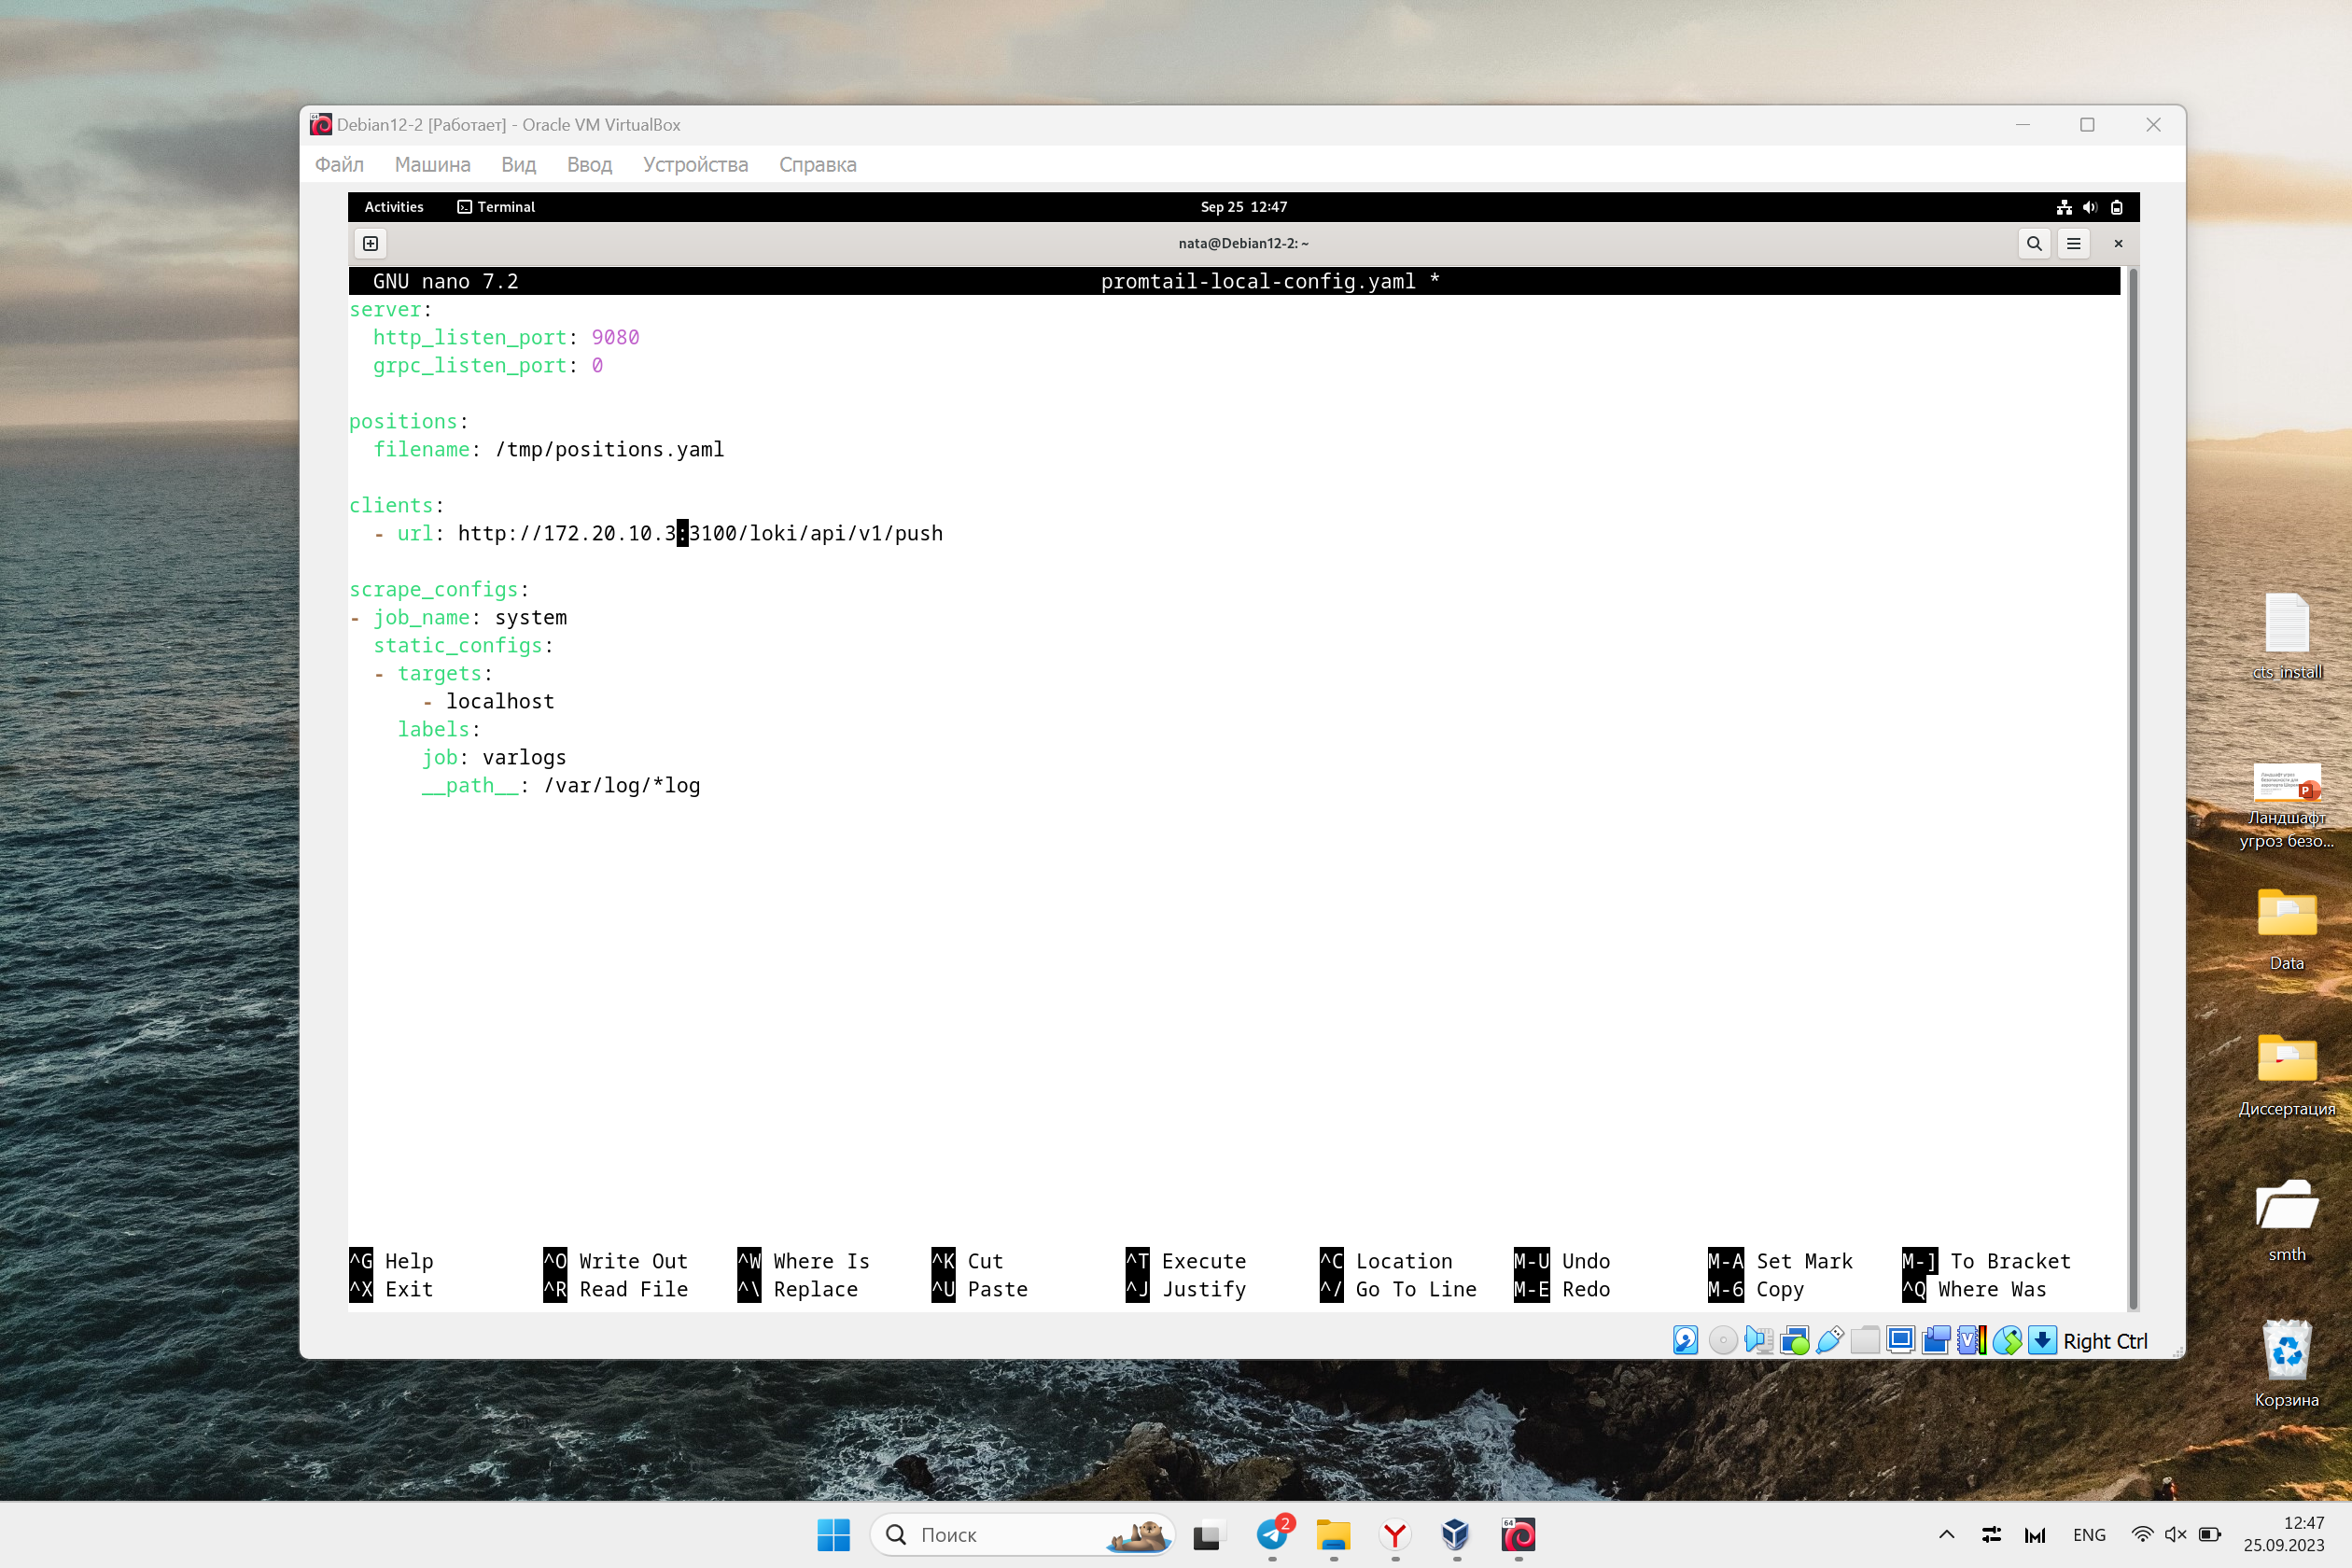 Debian12-2 [Работает] - Oracle VM VirtualBox
Файл Машина Вид Ввод Устройства Справка
Activities Terminal Sep 25 12:47
nata@Debian12-2: ~
GNU nano 7.2 promtail-local-config.yaml *
server:
  http_listen_port: 9080
  grpc_listen_port: 0
positions:
  filename: /tmp/positions.yaml
clients:
  - url: http://172.20.10.3:3100/loki/api/v1/push
scrape_configs:
- job_name: system
  static_configs:
  - targets:
      - localhost
    labels:
      job: varlogs
      __path__: /var/log/*log
^G Help ^O Write Out ^W Where Is ^K Cut ^T Execute ^C Location M-U Undo M-A Set Mark M-] To Bracket
^X Exit ^R Read File ^\ Replace ^U Paste ^J Justify ^/ Go To Line M-E Redo M-6 Copy ^Q Where Was
Right Ctrl
cts_install
Ландшафт
угроз безо...
Data
Диссертация
smth
Корзина
Поиск
2
64
ENG
12:47
25.09.2023